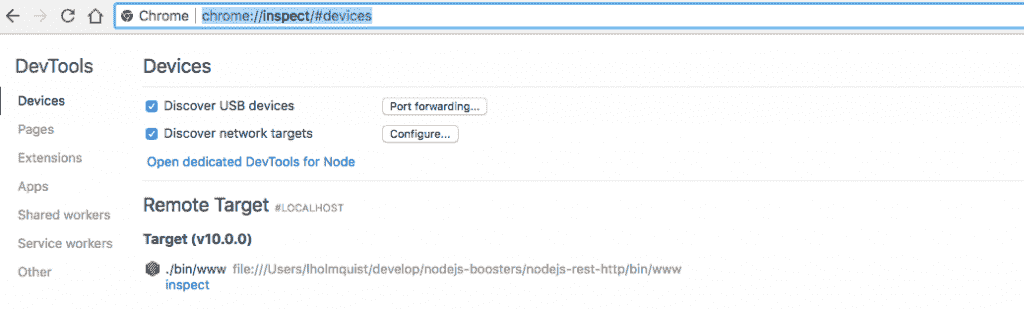 Chrome chrome://inspect/#devices
DevTools
Devices
Pages
Extensions
Apps
Shared workers
Service workers
Other
Devices
Discover USB devices Port forwarding...
Discover network targets Configure...
Open dedicated DevTools for Node
Remote Target #LOCALHOST
Target (v10.0.0)
./bin/www file:///Users/lholmquist/develop/nodejs-boosters/nodejs-rest-http/bin/www
inspect